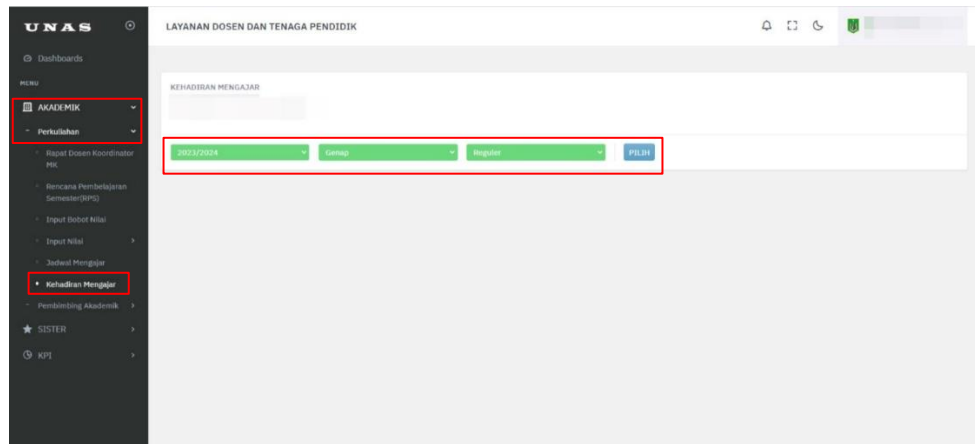 UNAS
LAYANAN DOSEN DAN TENAGA PENDIDIK
Dashboards
MENU
AKADEMIK
Perkuliahan
Rapat Dosen Koordinator
MK
Rencana Pembelajaran
Semester(RPS)
Input Bobot Nilai
Input Nilai
Jadwal Mengajar
Kehadiran Mengajar
Pembimbing Akademik
SISTER
KPI
KEHADIRAN MENGAJAR
2023/2024 Genap Reguler PILIH